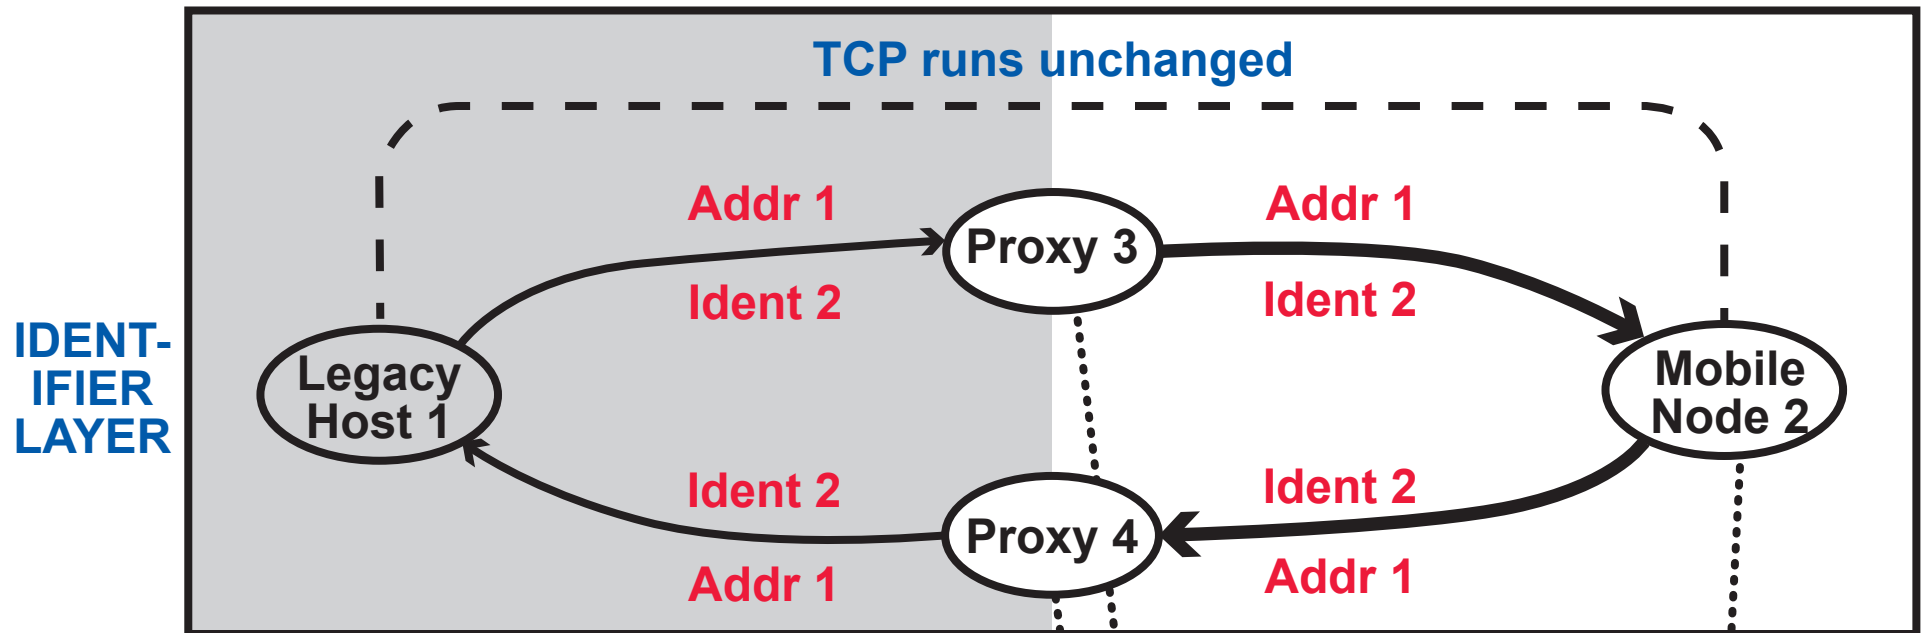 TCP runs unchanged
Addr 1
Addr 1
Proxy 3
Ident 2
Ident 2
IDENT-
IFIER
LAYER
Legacy
Host 1
Mobile
Node 2
Ident 2
Ident 2
Proxy 4
Addr 1
Addr 1